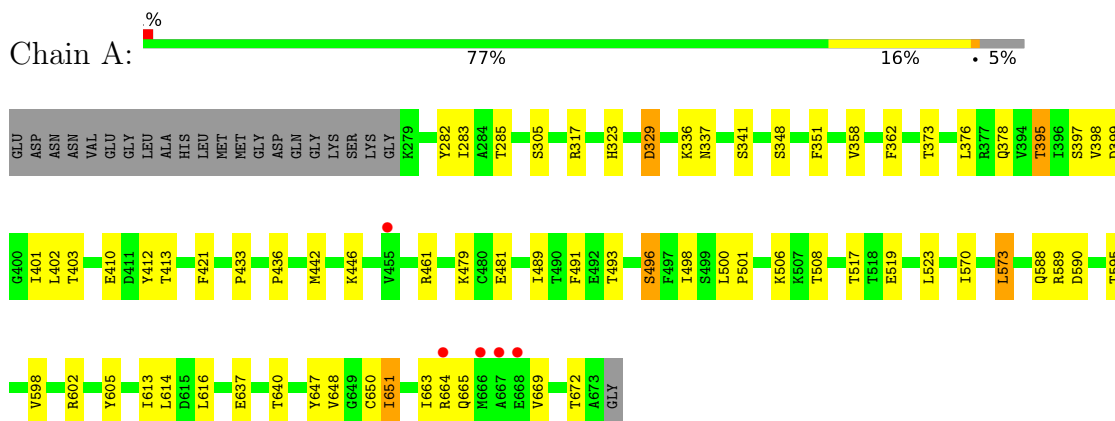 .%
Chain A:
77% 16% • 5%
GLU ASP ASN ASN VAL GLU GLY LEU ALA HIS LEU MET MET GLY ASP GLN GLY LYS SER LYS GLY K279 Y282 I283 A284 T285 S305 R317 H323 D329 K336 N337 S341 S348 F351 V358 F362 T373 L376 R377 Q378 V394 T395 I396 S397 V398 D399
G400 I401 L402 T403 E410 D411 Y412 T413 F421 P433 P436 M442 K446 V455 R461 K479 C480 E481 I489 T490 F491 E492 T493 S496 F497 I498 S499 L500 P501 K506 K507 T508 T517 T518 E519 L523 I570 L573 Q588 R589 D590 T595
V598 R602 Y605 I613 L614 D615 L616 E637 T640 Y647 V648 G649 C650 I651 I663 R664 Q665 M666 A667 E668 V669 T672 A673 GLY